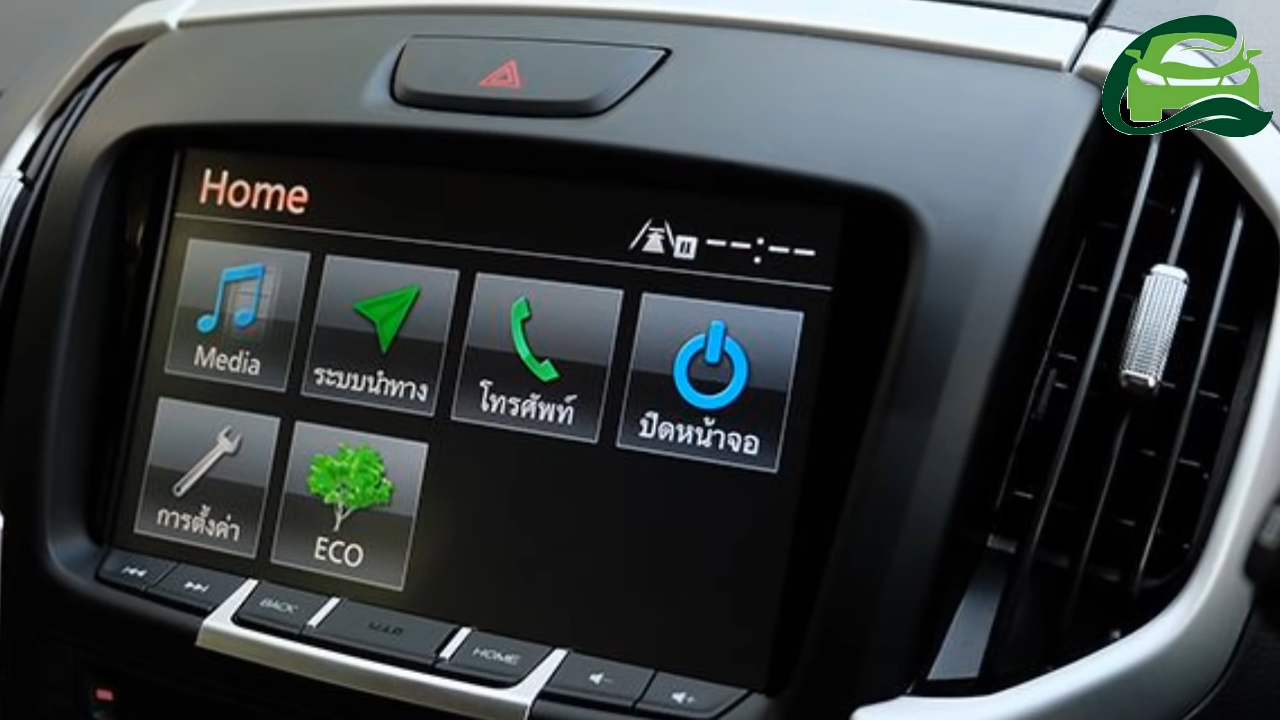 Home
--:--
Media
ระบบนำทาง
โทรศัพท์
ปิดหน้าจอ
การตั้งค่า
ECO
BACK
MAP
HOME